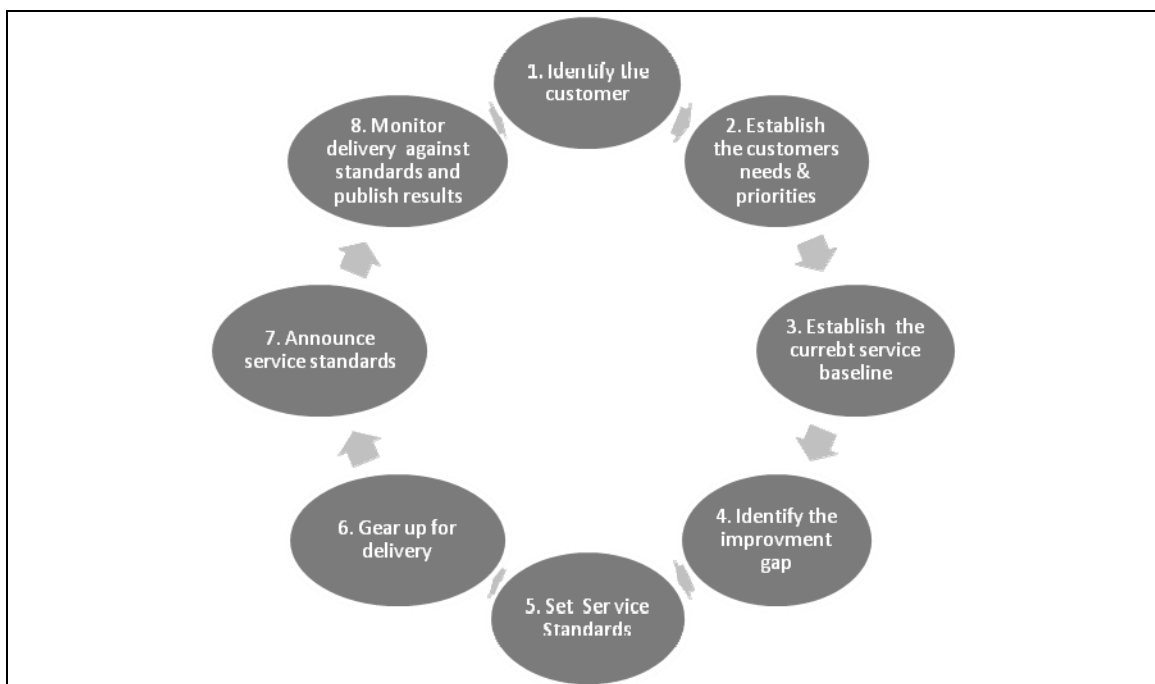 1. Identify the
customer
2. Establish
the customers
needs &
priorities
3. Establish the
currebt service
baseline
4. Identify the
improvment
gap
5. Set Service
Standards
6. Gear up for
delivery
7. Announce
service standards
8. Monitor
delivery against
standards and
publish results